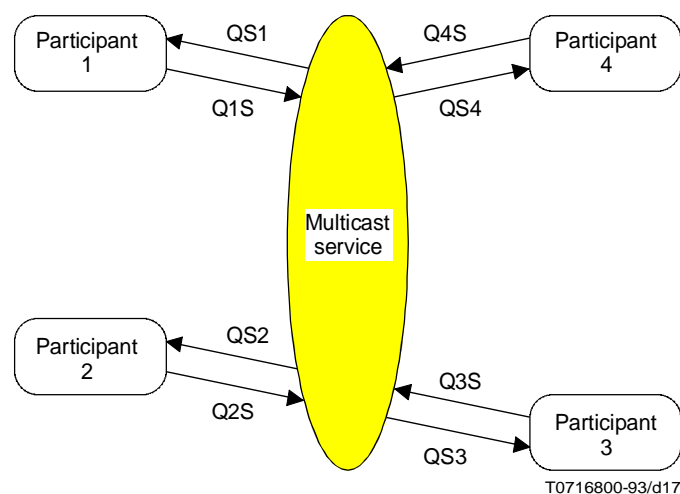 Participant
1
QS1
Q1S
Q4S
QS4
Participant
4
Multicast
service
Participant
2
QS2
Q2S
Q3S
QS3
Participant
3
T0716800-93/d17